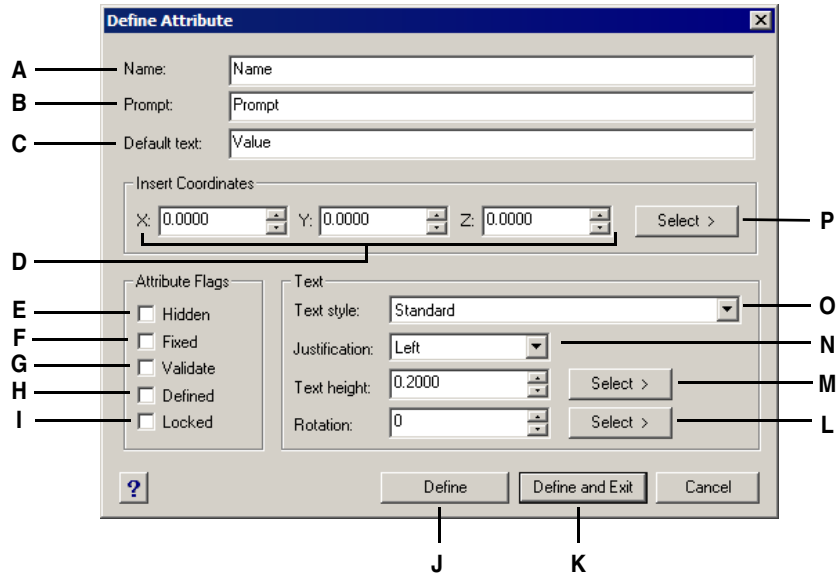 Define Attribute
A Name: Name
B Prompt: Prompt
C Default text: Value
Insert Coordinates
X: 0.0000 Y: 0.0000 Z: 0.0000 Select > P
D
Attribute Flags
E Hidden
F Fixed
G Validate
H Defined
I Locked
Text
Text style: Standard O
Justification: Left N
Text height: 0.2000 Select > M
Rotation: 0 Select > L
? Define Define and Exit Cancel
J K